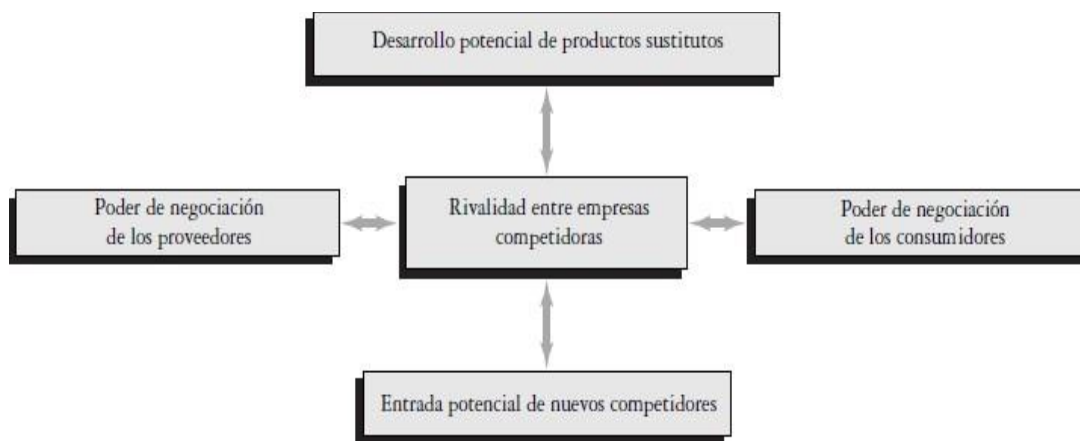 Desarrollo potencial de productos sustitutos
Poder de negociación
de los proveedores
Rivalidad entre empresas
competidoras
Poder de negociación
de los consumidores
Entrada potencial de nuevos competidores